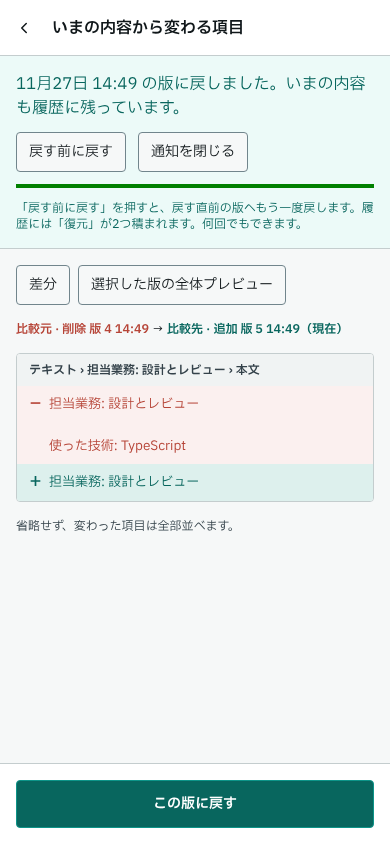 いまの内容から変わる項目
11月27日 14:49 の版に戻しました。いまの内容
も履歴に残っています。
戻す前に戻す
通知を閉じる
「戻す前に戻す」を押すと、戻す直前の版へもう一度戻します。履
歴には「復元」が2つ積まれます。何回でもできます。
差分
選択した版の全体プレビュー
比較元 · 削除 版 4 14:49 → 比較先 · 追加 版 5 14:49（現在）
テキスト › 担当業務: 設計とレビュー › 本文
− 担当業務: 設計とレビュー
使った技術: TypeScript
+ 担当業務: 設計とレビュー
省略せず、変わった項目は全部並べます。
この版に戻す